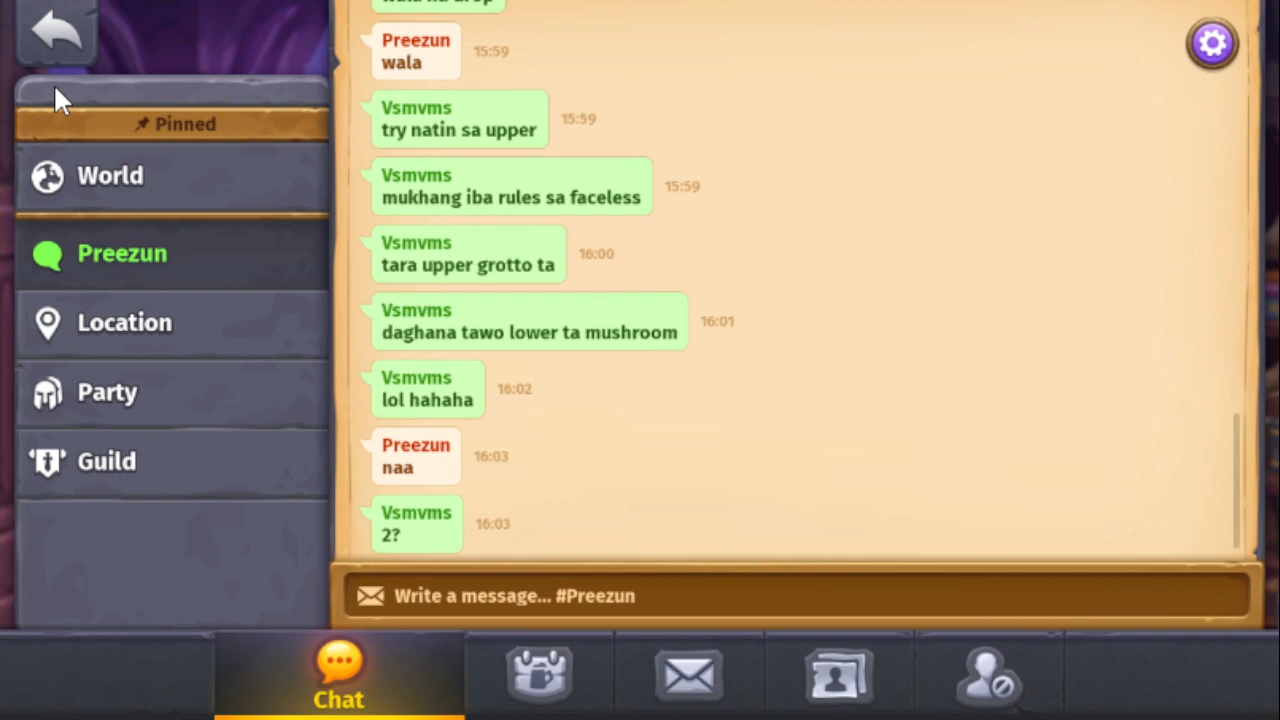 Pinned
World
Preezun
Location
Party
Guild
Preezun
wala
15:59
Vsmvms
try natin sa upper
15:59
Vsmvms
mukhang iba rules sa faceless
15:59
Vsmvms
tara upper grotto ta
16:00
Vsmvms
daghana tawo lower ta mushroom
16:01
Vsmvms
lol hahaha
16:02
Preezun
naa
16:03
Vsmvms
2?
16:03
Write a message... #Preezun
Chat